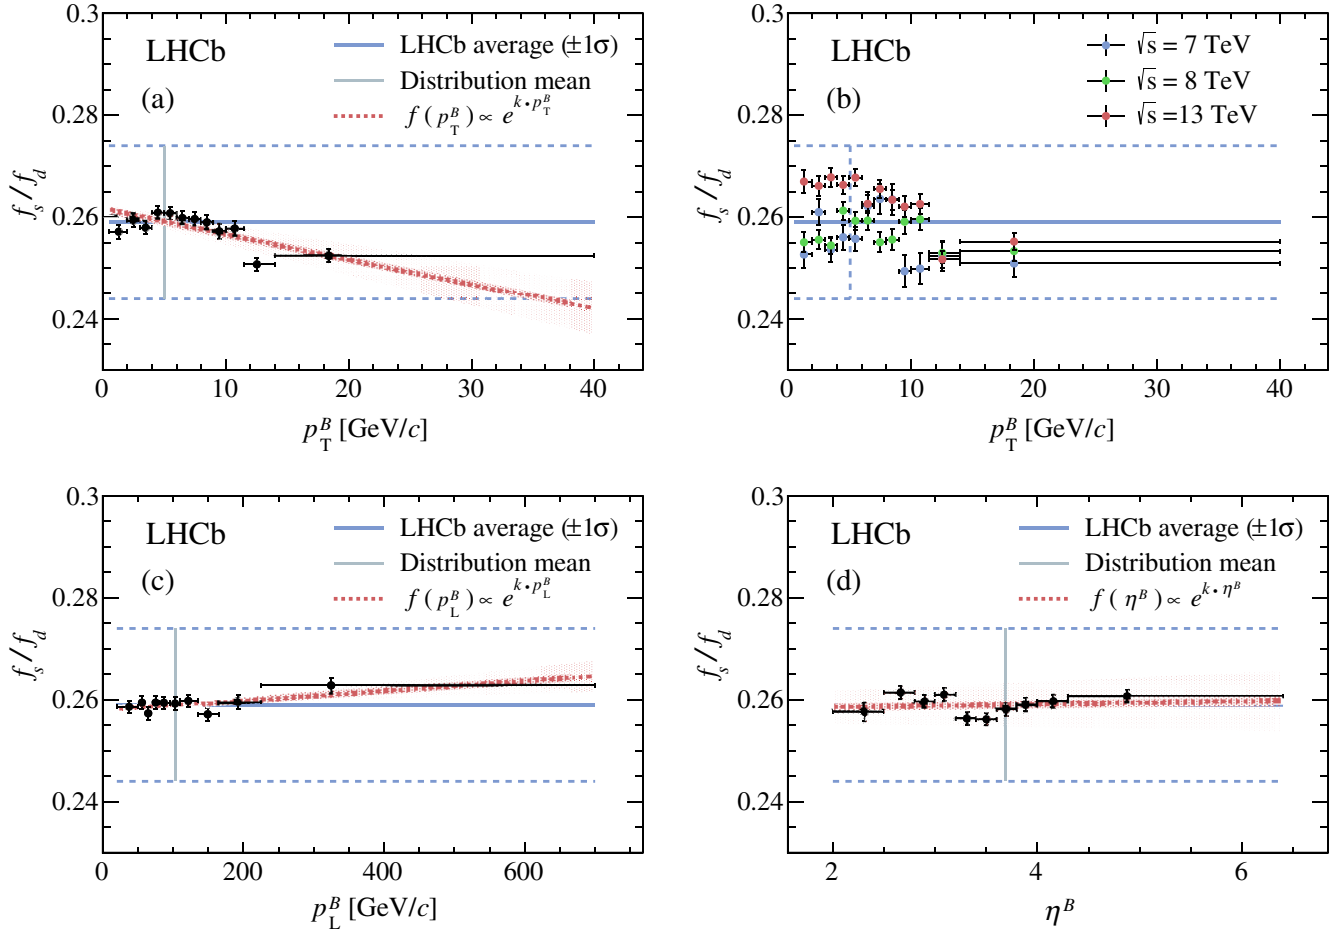 LHCb
(a)
LHCb average (±1σ)
Distribution mean
f(p_T^B) ∝ e^{k•p_T^B}
f_s/f_d
0.3
0.28
0.26
0.24
0 10 20 30 40
p_T^B [GeV/c]
LHCb
(b)
√s = 7 TeV
√s = 8 TeV
√s =13 TeV
f_s/f_d
0.3
0.28
0.26
0.24
0 10 20 30 40
p_T^B [GeV/c]
LHCb
(c)
LHCb average (±1σ)
Distribution mean
f(p_L^B) ∝ e^{k•p_L^B}
f_s/f_d
0.3
0.28
0.26
0.24
0 200 400 600
p_L^B [GeV/c]
LHCb
(d)
LHCb average (±1σ)
Distribution mean
f(η^B) ∝ e^{k•η^B}
f_s/f_d
0.3
0.28
0.26
0.24
2 4 6
η^B